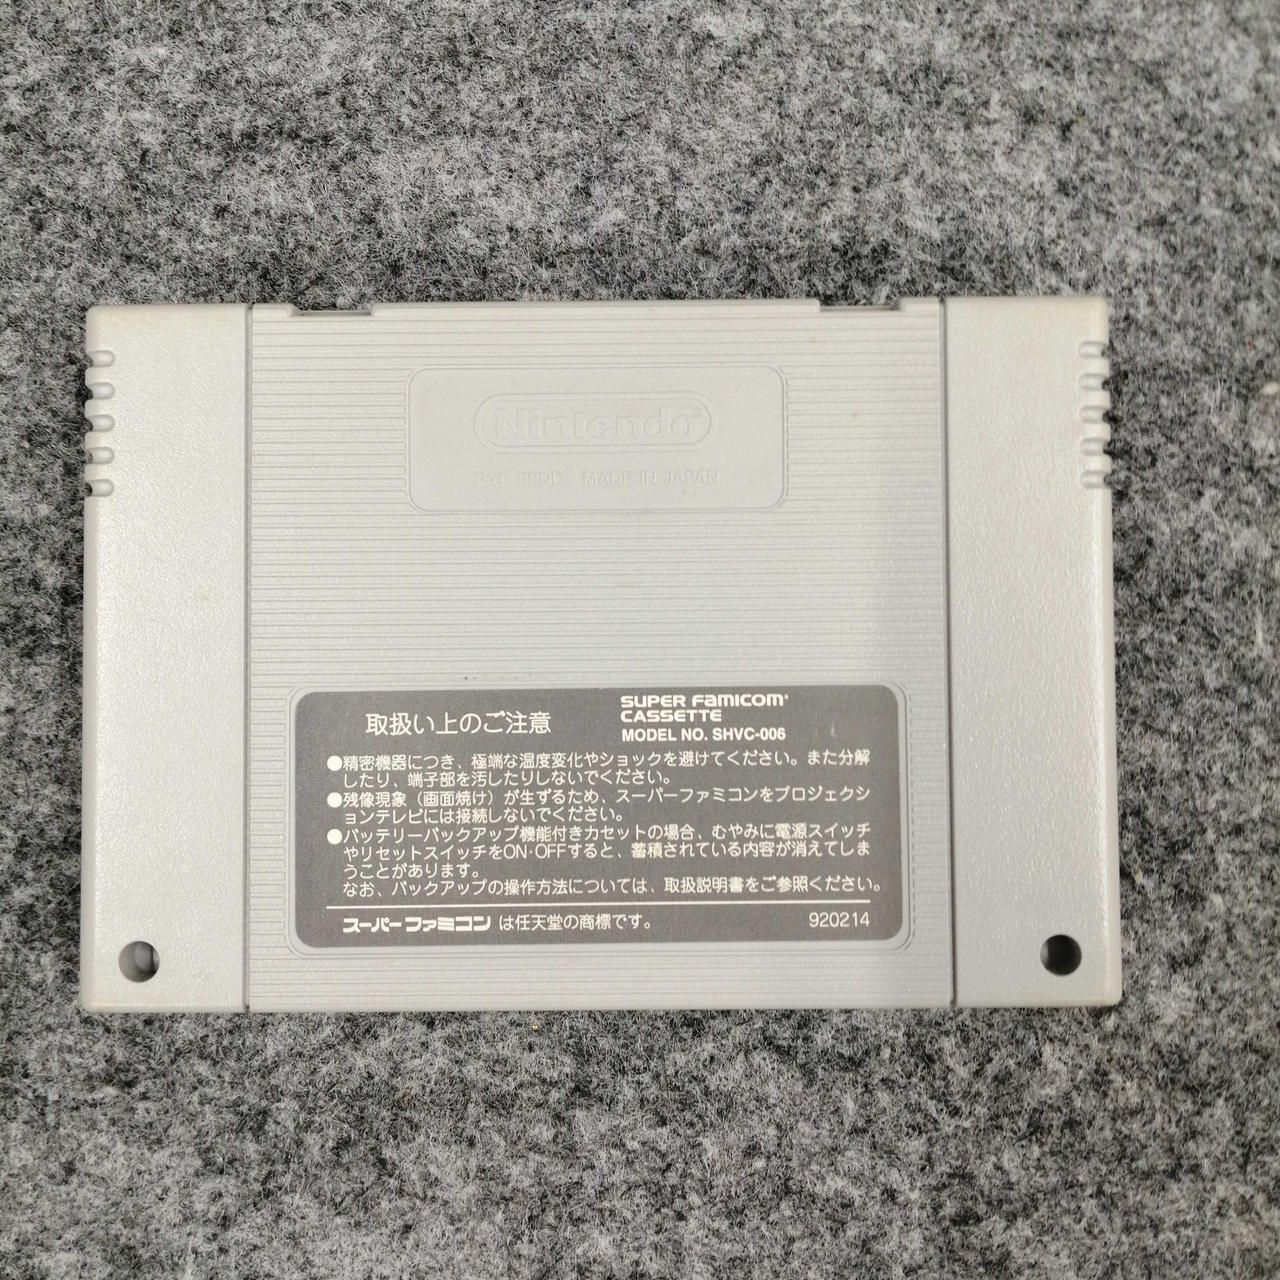 Nintendo
PAT. PEND. MADE IN JAPAN
取扱い上のご注意
SUPER FAMICOM
CASSETTE
MODEL NO. SHVC-006
●精密機器につき、極端な温度変化やショックを避けてください。また分解
したり、端子部を汚したりしないでください。
●残像現象（画面焼け）が生ずるため、スーパーファミコンをプロジェクシ
ョンテレビには接続しないでください。
●バッテリーバックアップ機能付きカセットの場合、むやみに電源スイッチ
やリセットスイッチをON･OFFすると、蓄積されている内容が消えてしま
うことがあります。
なお、バックアップの操作方法については、取扱説明書をご参照ください。
スーパーファミコン は任天堂の商標です。
920214